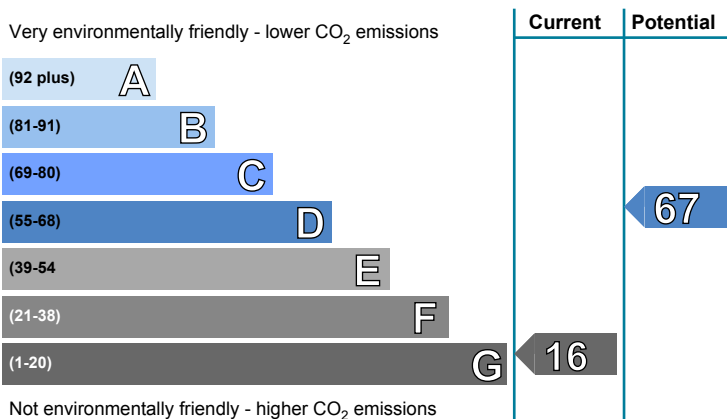 Very environmentally friendly - lower CO2 emissions
Current
Potential
(92 plus) A
(81-91) B
(69-80) C
(55-68) D
67
(39-54 E
(21-38) F
(1-20) G
16
Not environmentally friendly - higher CO2 emissions